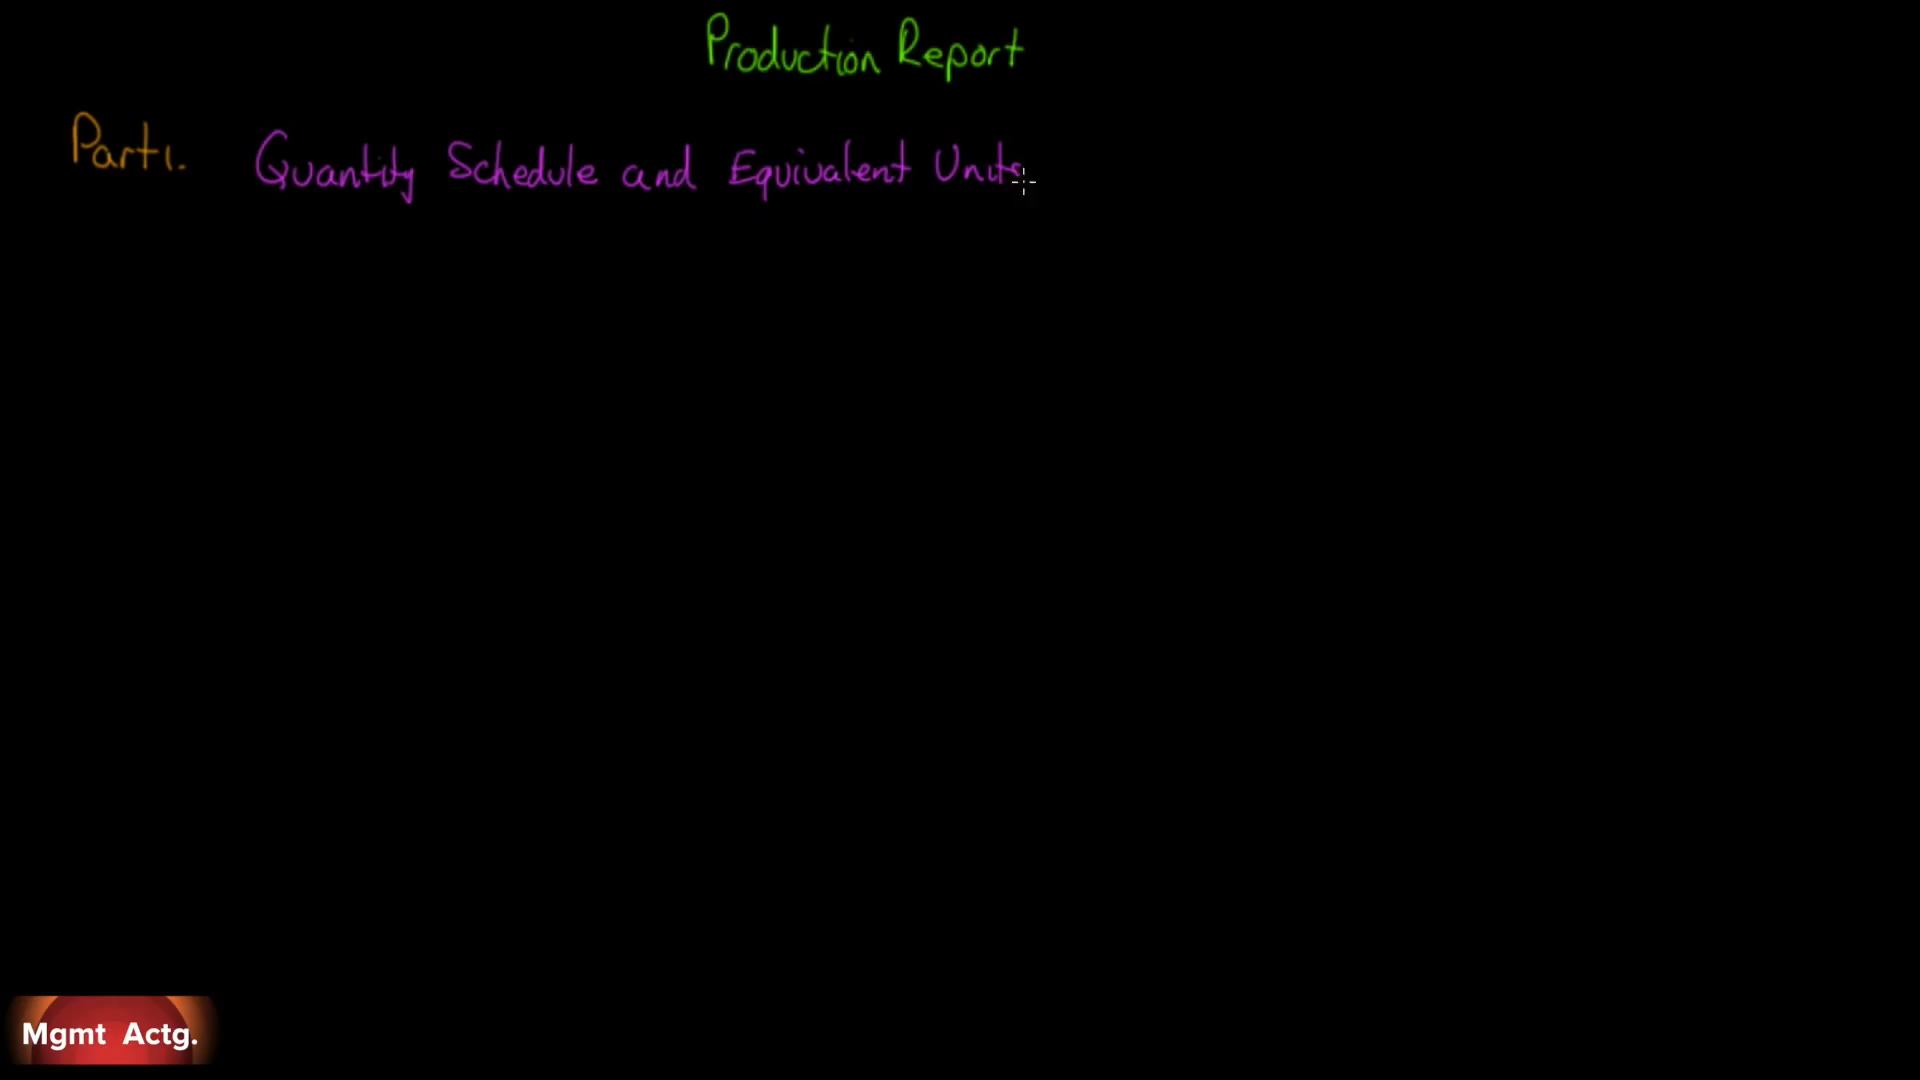 Production Report
Part 1. Quantity Schedule and Equivalent Units
Mgmt Actg.